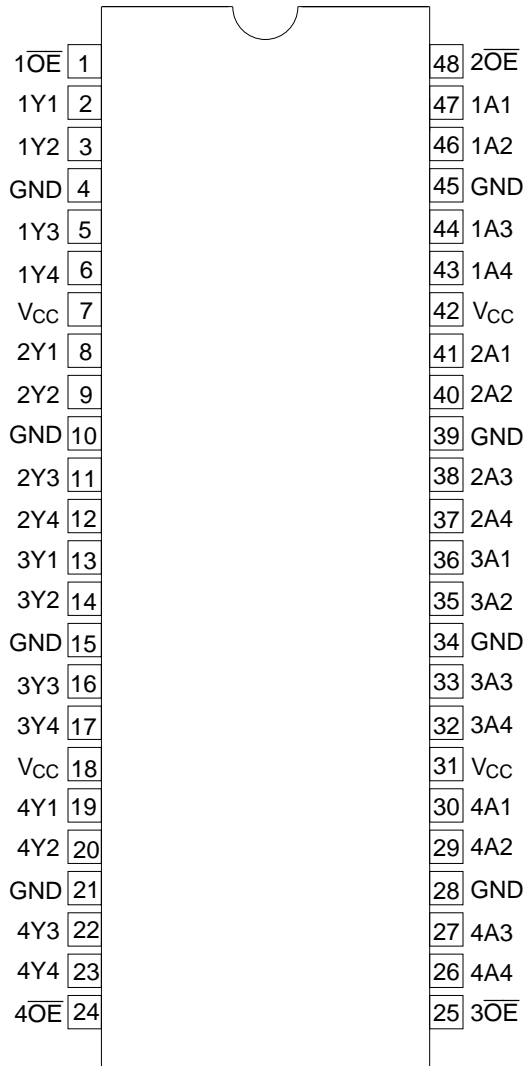 1O̅E̅ 1 48 2O̅E̅
1Y1 2 47 1A1
1Y2 3 46 1A2
GND 4 45 GND
1Y3 5 44 1A3
1Y4 6 43 1A4
VCC 7 42 VCC
2Y1 8 41 2A1
2Y2 9 40 2A2
GND 10 39 GND
2Y3 11 38 2A3
2Y4 12 37 2A4
3Y1 13 36 3A1
3Y2 14 35 3A2
GND 15 34 GND
3Y3 16 33 3A3
3Y4 17 32 3A4
VCC 18 31 VCC
4Y1 19 30 4A1
4Y2 20 29 4A2
GND 21 28 GND
4Y3 22 27 4A3
4Y4 23 26 4A4
4O̅E̅ 24 25 3O̅E̅